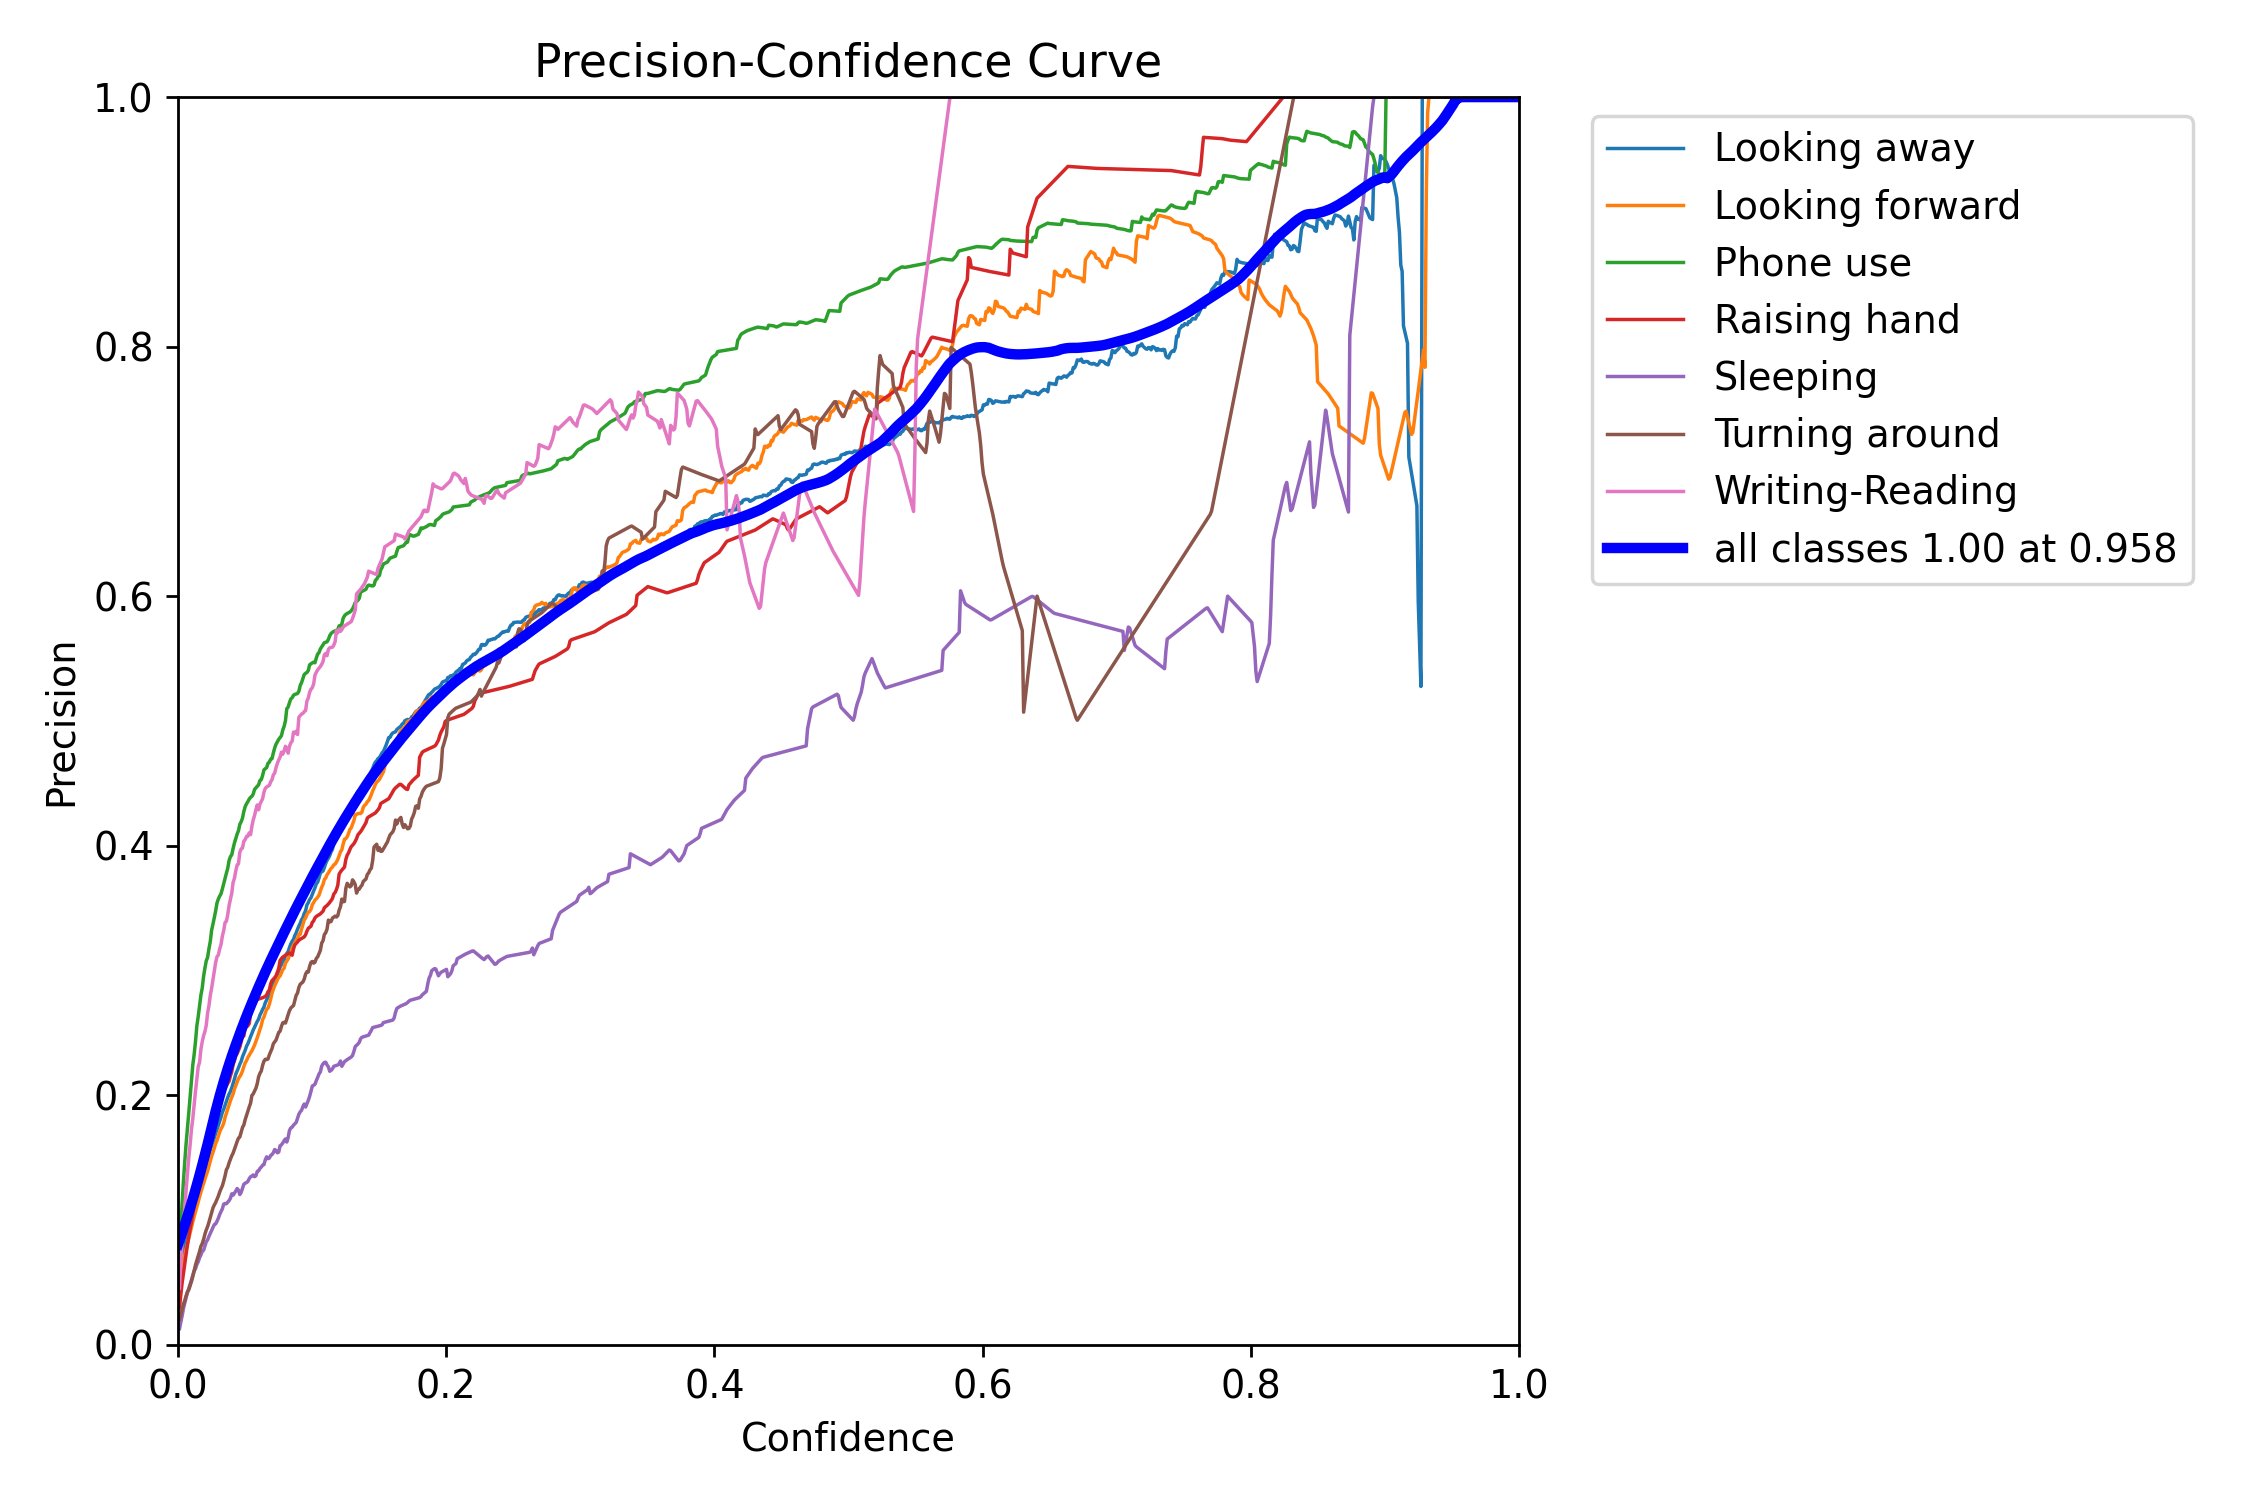 Precision-Confidence Curve
1.0
0.8
0.6
0.4
0.2
0.0
Precision
0.0 0.2 0.4 0.6 0.8 1.0
Confidence
Looking away
Looking forward
Phone use
Raising hand
Sleeping
Turning around
Writing-Reading
all classes 1.00 at 0.958